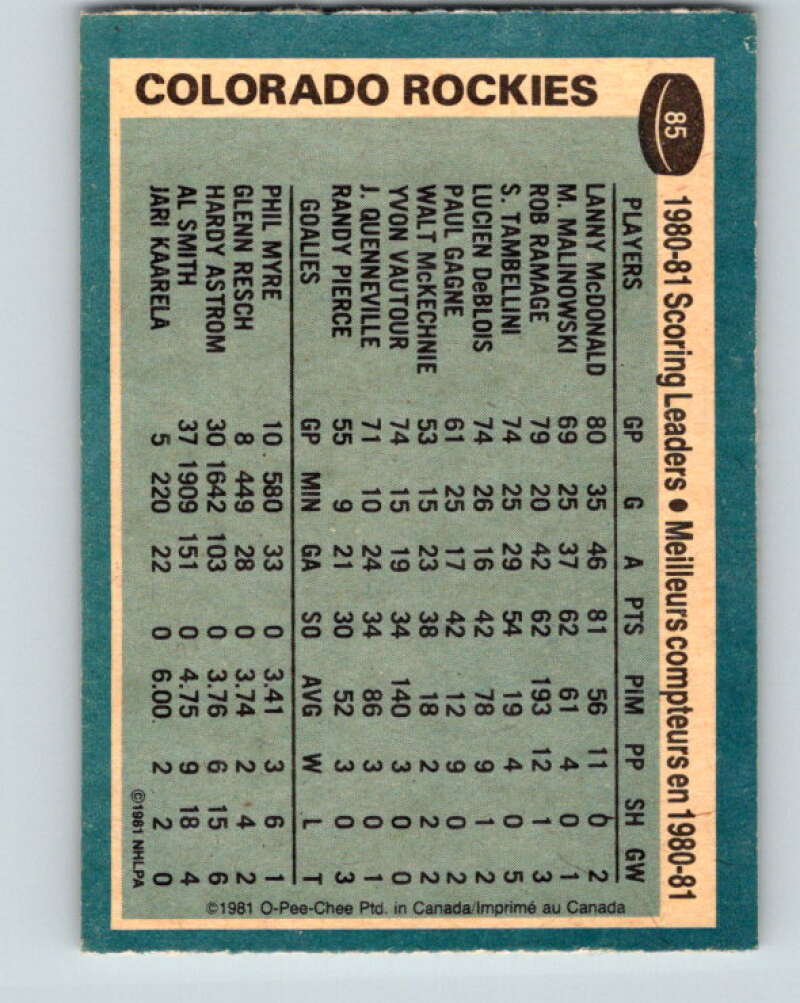 COLORADO ROCKIES
85
1980-81 Scoring Leaders • Meilleurs compteurs en 1980-81
PLAYERS GP G A PTS PIM PP SH GW
LANNY McDONALD 80 35 46 81 56 11 0 2
M. MALINOWSKI 69 25 37 62 61 4 0 1
ROB RAMAGE 79 20 42 62 193 12 1 3
S. TAMBELLINI 74 25 29 54 19 4 0 5
LUCIEN DeBLOIS 74 26 16 42 78 9 1 2
PAUL GAGNE 61 25 17 42 12 9 0 2
WALT McKECHNIE 53 15 23 38 18 2 2 2
YVON VAUTOUR 74 15 19 34 140 3 0 0
J. QUENNEVILLE 71 10 24 34 86 3 0 1
RANDY PIERCE 55 9 21 30 52 3 0 3
GOALIES GP MIN GA SO AVG W L T
PHIL MYRE 10 580 33 0 3.41 3 6 1
GLENN RESCH 8 449 28 0 3.74 2 4 2
HARDY ASTROM 30 1642 103 0 3.76 6 15 6
AL SMITH 37 1909 151 0 4.75 9 18 4
JARI KAARELA 5 220 22 0 6.00. 2 2 0
©1981 NHLPA
©1981 O-Pee-Chee Ptd. in Canada/Imprimé au Canada